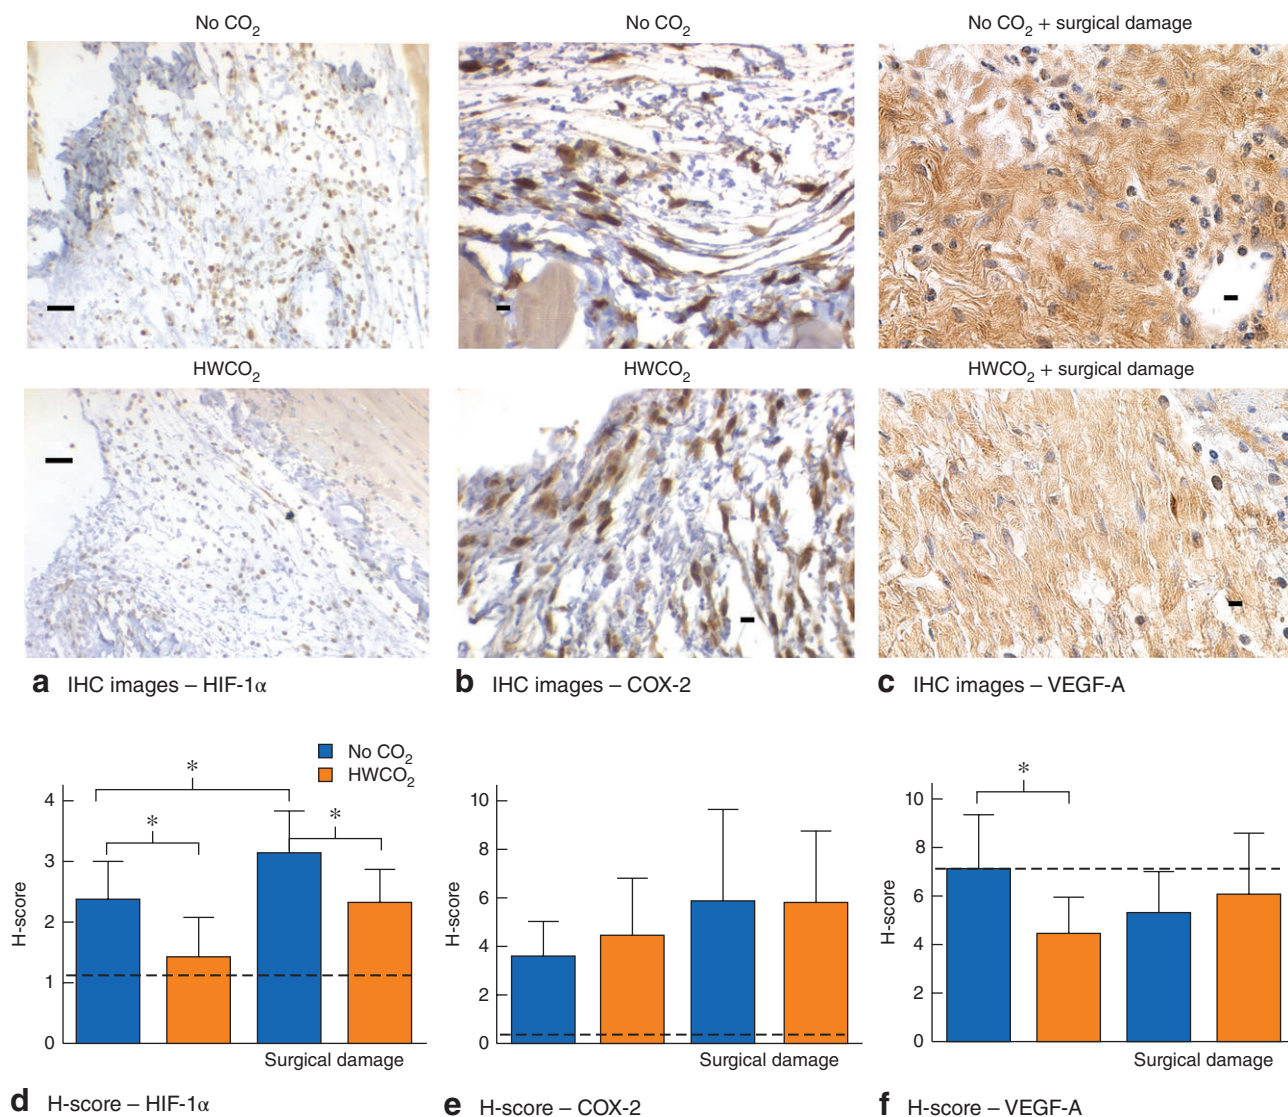 No CO₂
No CO₂
No CO₂ + surgical damage
HWCO₂
HWCO₂
HWCO₂ + surgical damage
a IHC images – HIF-1α
b IHC images – COX-2
c IHC images – VEGF-A
No CO₂
HWCO₂
*
*
*
H-score
4
3
2
1
0
Surgical damage
d H-score – HIF-1α
H-score
10
8
6
4
2
0
Surgical damage
e H-score – COX-2
*
H-score
10
8
6
4
2
0
Surgical damage
f H-score – VEGF-A